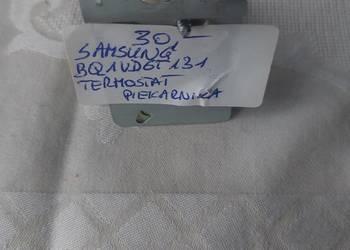 30,-
SAMSUNG
BQ1VD6T131
TERMOSTAT
PIEKARNIKA